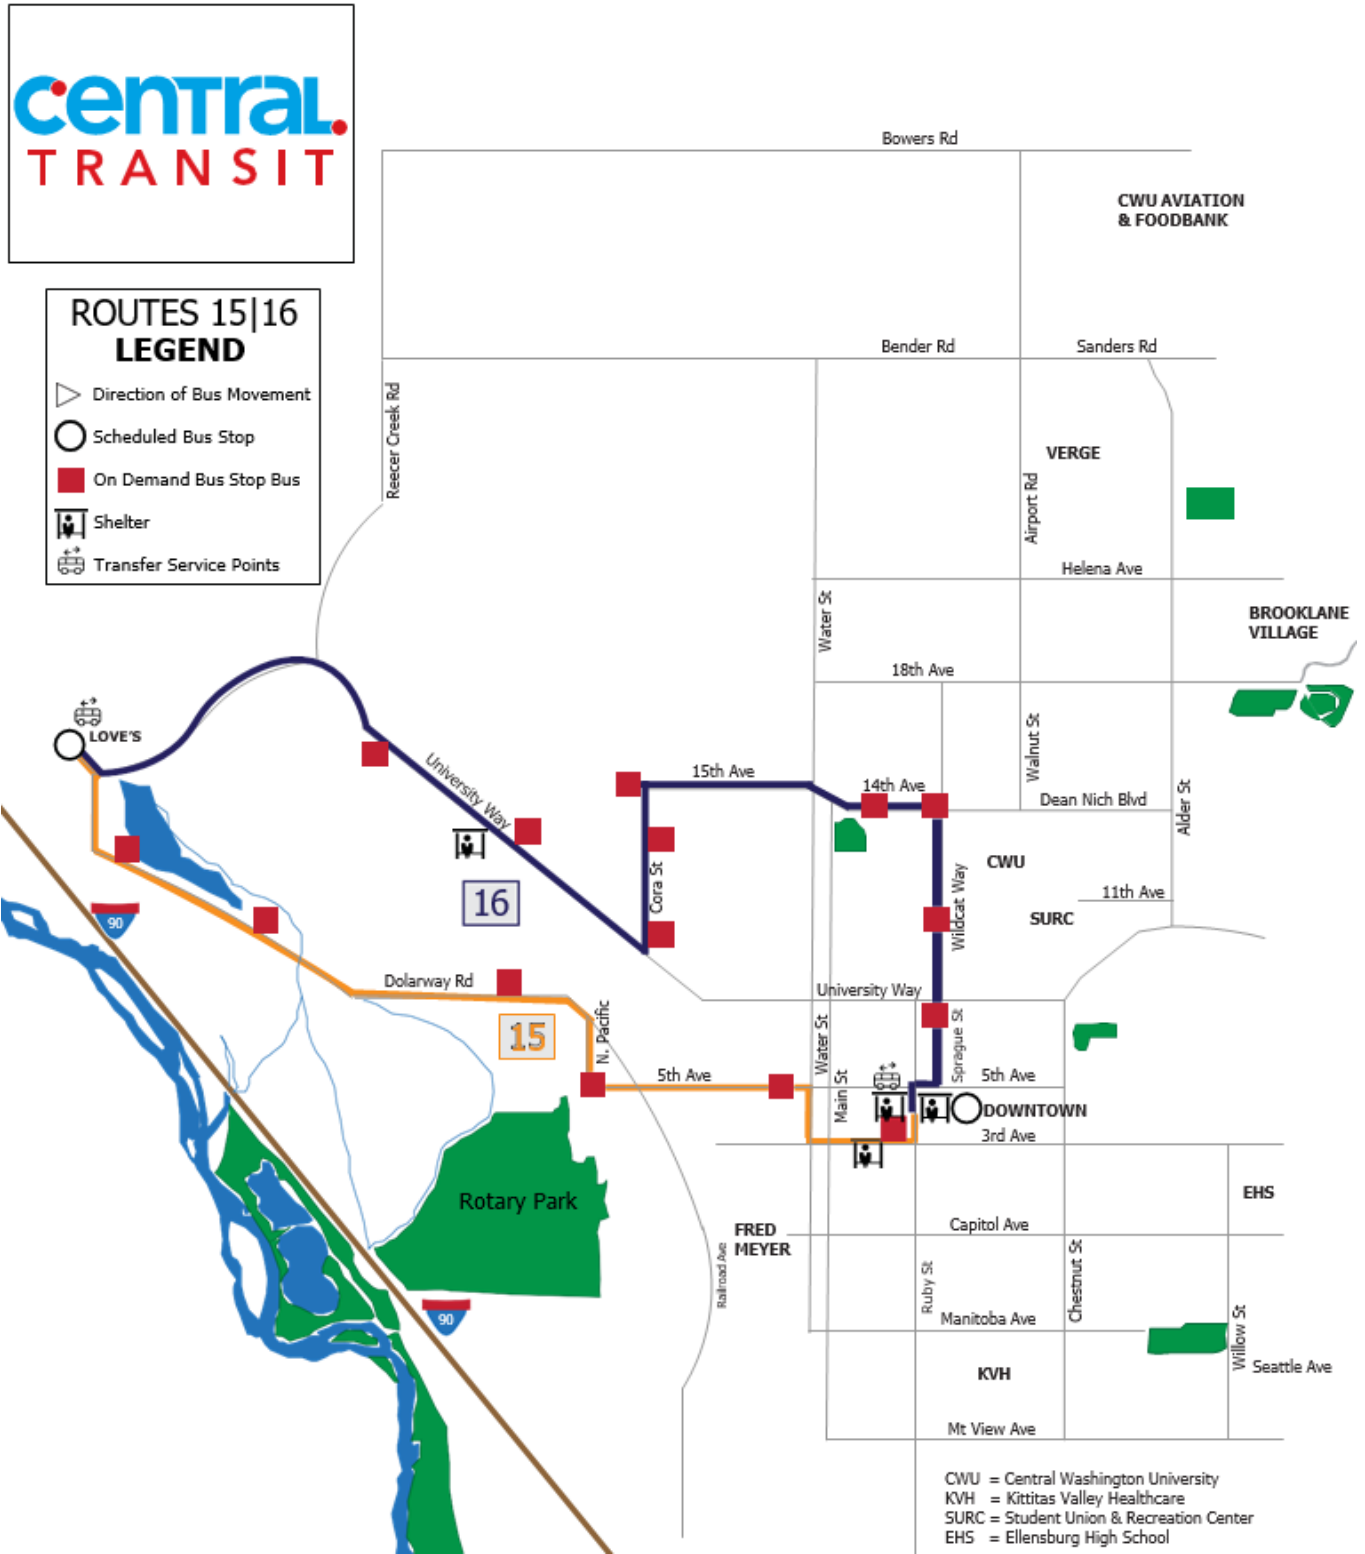 central.
TRANSIT
ROUTES 15|16
LEGEND
Direction of Bus Movement
Scheduled Bus Stop
On Demand Bus Stop Bus
Shelter
Transfer Service Points
Bowers Rd
CWU AVIATION
& FOODBANK
Bender Rd
Sanders Rd
Reecer Creek Rd
VERGE
Airport Rd
Helena Ave
Water St
BROOKLANE
VILLAGE
18th Ave
LOVE'S
University Way
15th Ave
14th Ave
Walnut St
Dean Nich Blvd
Alder St
16
Cora St
CWU
Wildcat Way
11th Ave
SURC
90
Dolarway Rd
University Way
15
N. Pacific
Water St
Sprague St
5th Ave
5th Ave
Main St
DOWNTOWN
3rd Ave
Rotary Park
EHS
FRED
MEYER
Capitol Ave
Railroad Ave
Ruby St
Chestnut St
90
Manitoba Ave
Willow St
Seattle Ave
KVH
Mt View Ave
CWU = Central Washington University
KVH = Kittitas Valley Healthcare
SURC = Student Union & Recreation Center
EHS = Ellensburg High School